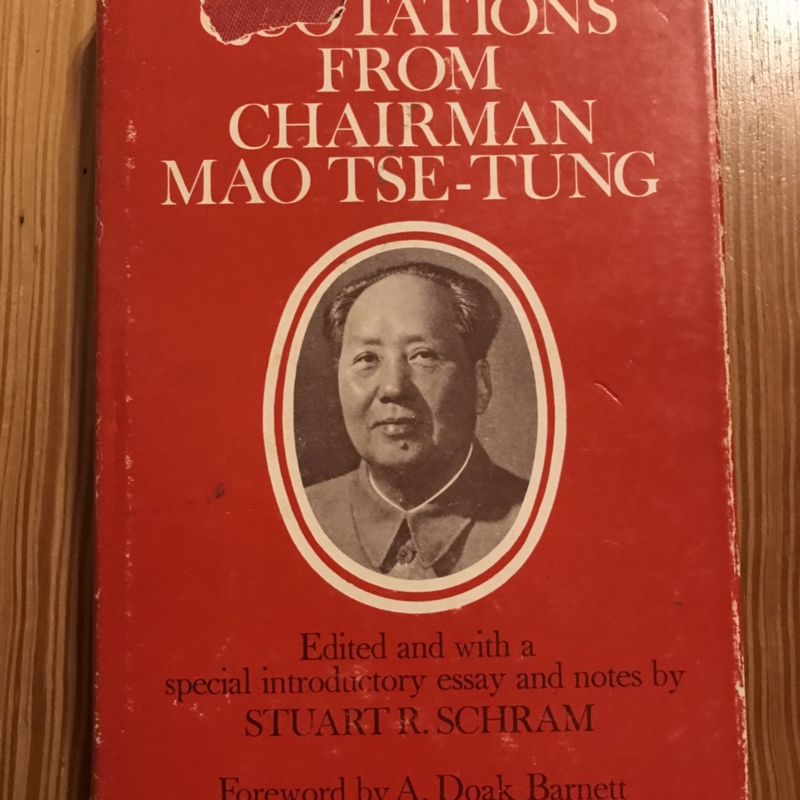 QUOTATIONS
FROM
CHAIRMAN
MAO TSE-TUNG
Edited and with a
special introductory essay and notes by
STUART R. SCHRAM
Foreword by A. Doak Barnett